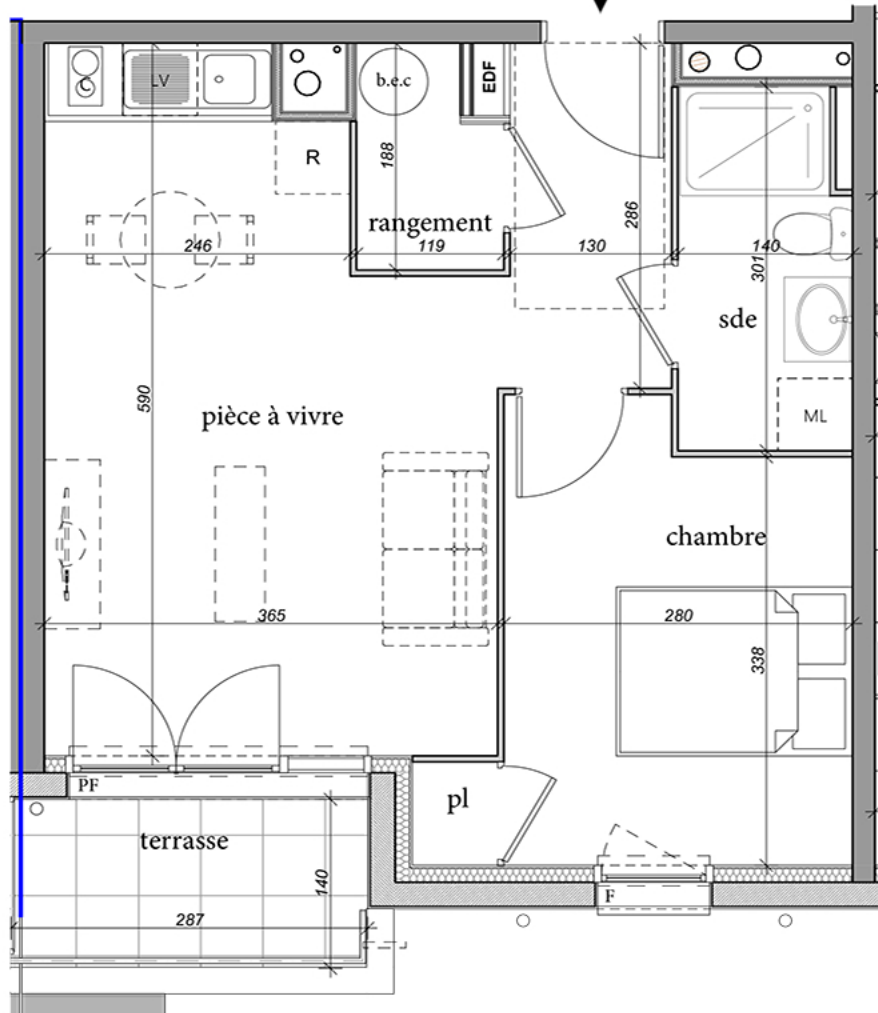 C
LV
b.e.c
EDF
R
188
rangement
286
246
119
130
140
301
sde
590
pièce à vivre
ML
chambre
365
280
338
PF
pl
terrasse
140
F
287